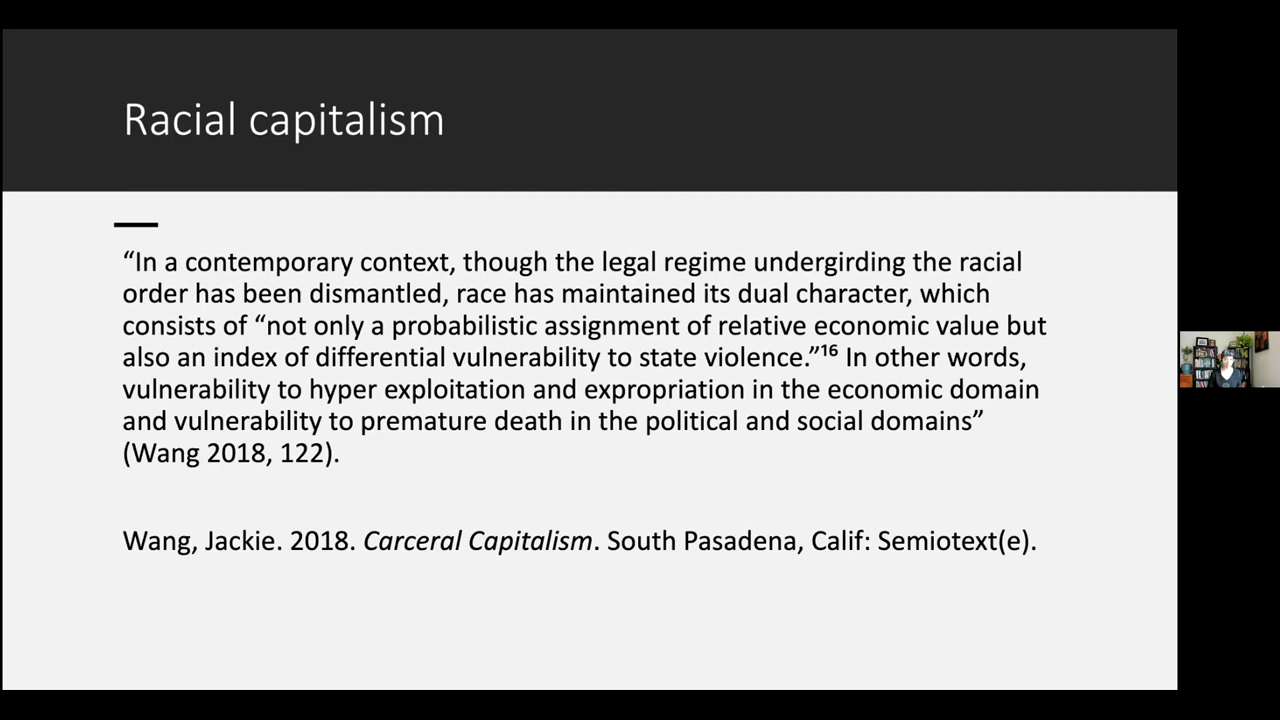 Racial capitalism
“In a contemporary context, though the legal regime undergirding the racial
order has been dismantled, race has maintained its dual character, which
consists of “not only a probabilistic assignment of relative economic value but
also an index of differential vulnerability to state violence.”¹⁶ In other words,
vulnerability to hyper exploitation and expropriation in the economic domain
and vulnerability to premature death in the political and social domains”
(Wang 2018, 122).
Wang, Jackie. 2018. Carceral Capitalism. South Pasadena, Calif: Semiotext(e).